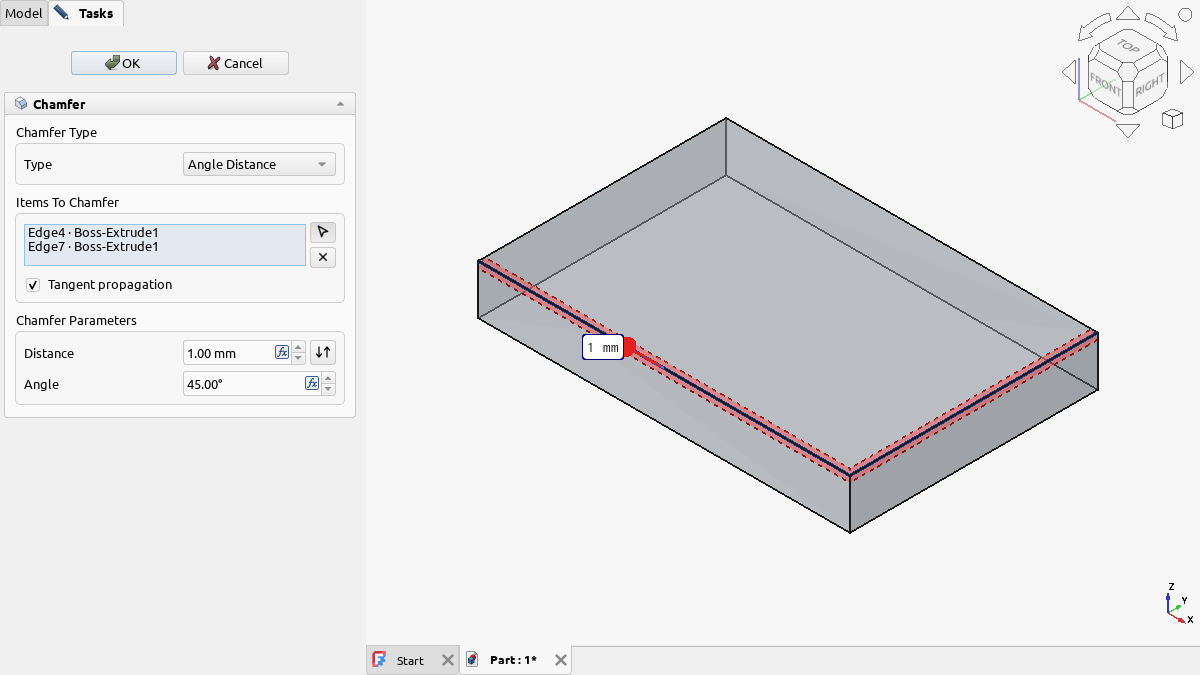 Model
Tasks
OK
Cancel
Chamfer
Chamfer Type
Type
Angle Distance
Items To Chamfer
Edge4 · Boss-Extrude1
Edge7 · Boss-Extrude1
Tangent propagation
Chamfer Parameters
Distance
1.00 mm
Angle
45.00°
1 mm
TOP
FRONT
RIGHT
Z
Y
X
Start
Part : 1*